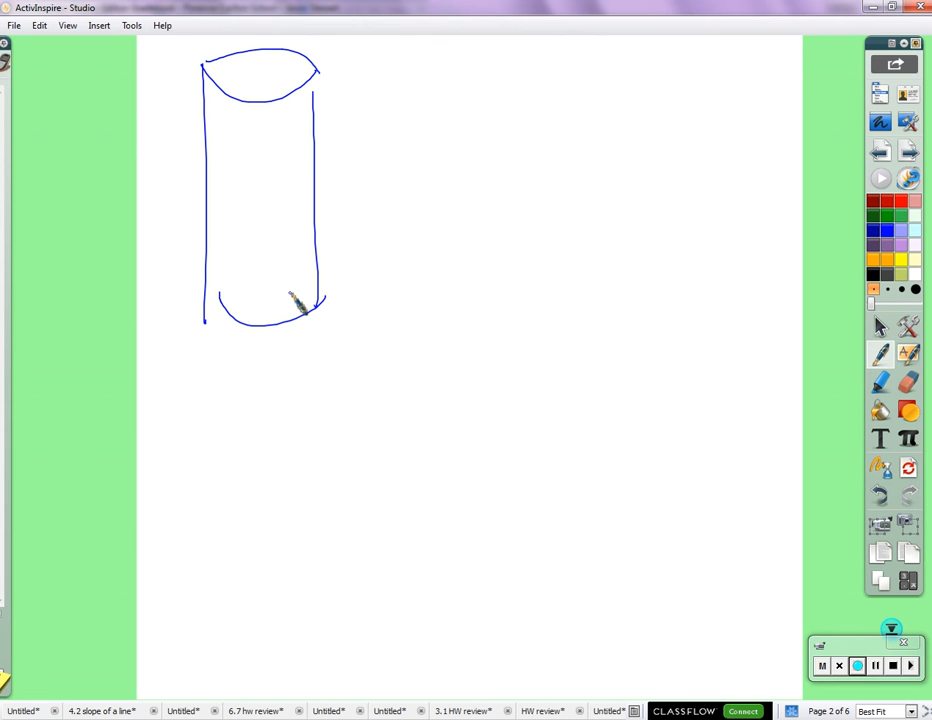 ActivInspire - Studio
File Edit View Insert Tools Help
M
Untitled* 4.2 slope of a line* Untitled* 6.7 hw review* Untitled* Untitled* 3.1 HW review* HW review* Untitled* CLASSFLOW Connect Page 2 of 6 Best Fit